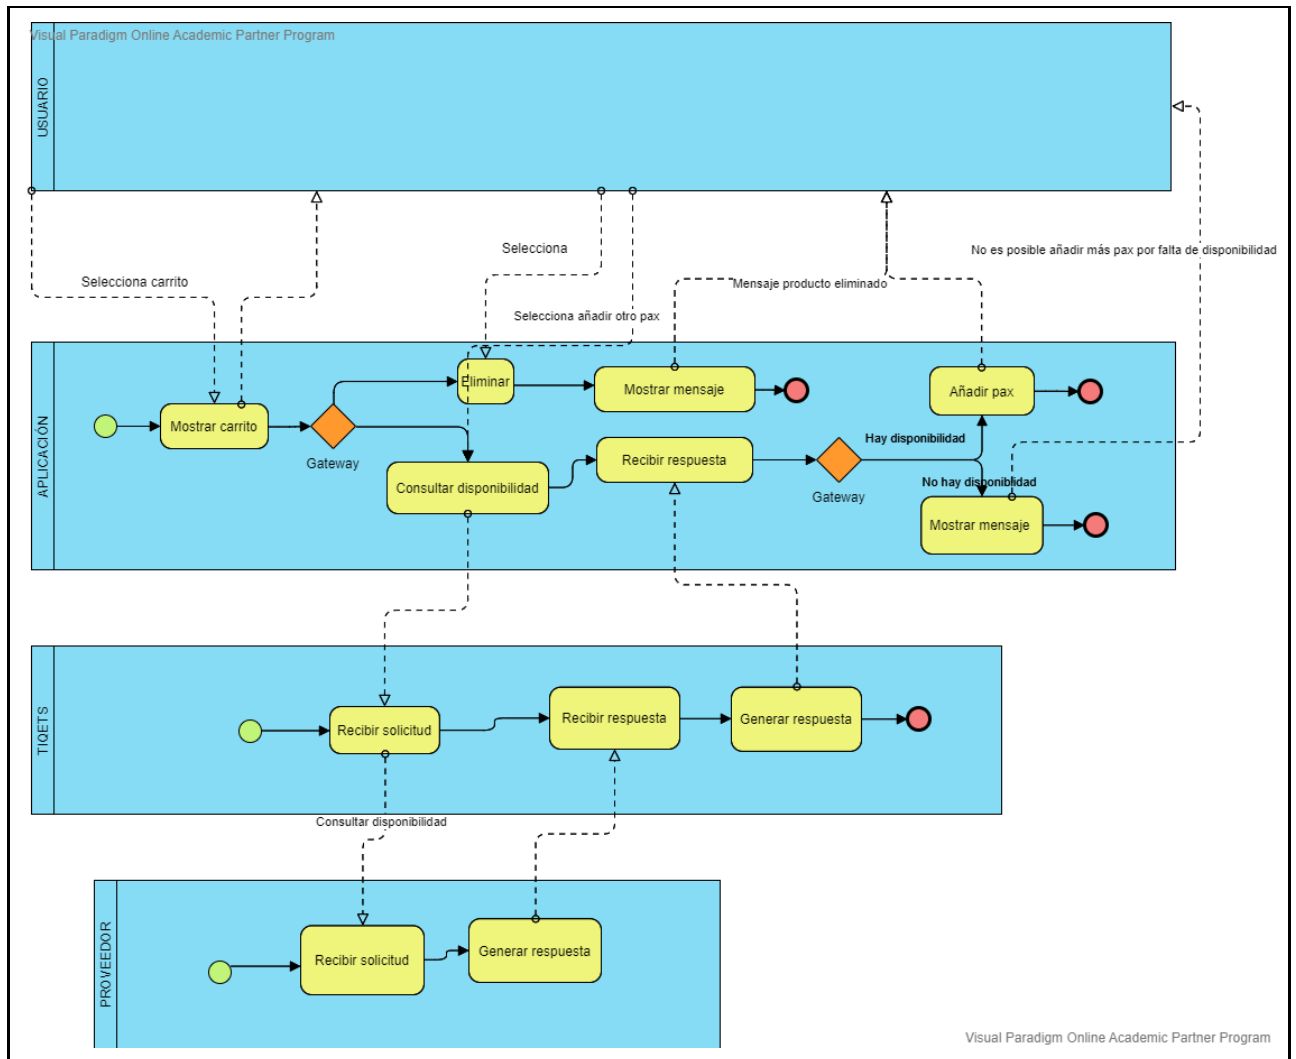 Visual Paradigm Online Academic Partner Program
USUARIO
Selecciona
No es posible añadir más pax por falta de disponibilidad
Selecciona carrito
Mensaje producto eliminado
Selecciona añadir otro pax
APLICACIÓN
Eliminar
Mostrar mensaje
Añadir pax
Mostrar carrito
Hay disponibilidad
Gateway
Recibir respuesta
Consultar disponibilidad
No hay disponiblidad
Gateway
Mostrar mensaje
TIQETS
Recibir solicitud
Recibir respuesta
Generar respuesta
Consultar disponibilidad
PROVEEDOR
Recibir solicitud
Generar respuesta
Visual Paradigm Online Academic Partner Program